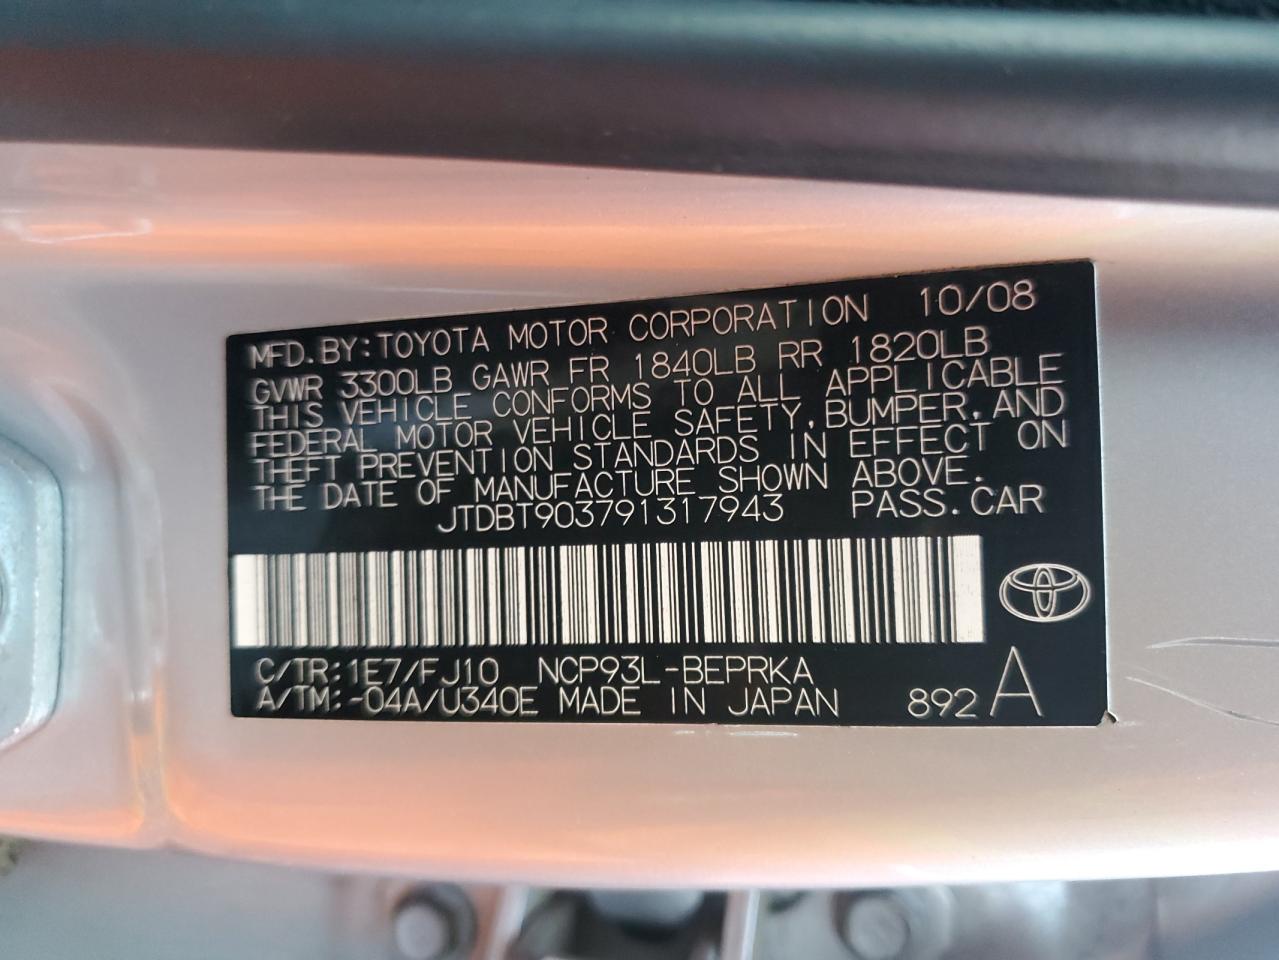 MFD.BY:TOYOTA MOTOR CORPORATION 10/08
GVWR 3300LB GAWR FR 1840LB RR 1820LB
THIS VEHICLE CONFORMS TO ALL APPLICABLE
FEDERAL MOTOR VEHICLE SAFETY,BUMPER,AND
THEFT PREVENTION STANDARDS IN EFFECT ON
THE DATE OF MANUFACTURE SHOWN ABOVE.
JTDBT903791317943 PASS.CAR
C/TR:1E7/FJ10 NCP93L-BEPRKA
A/TM:-04A/U340E MADE IN JAPAN 892 A